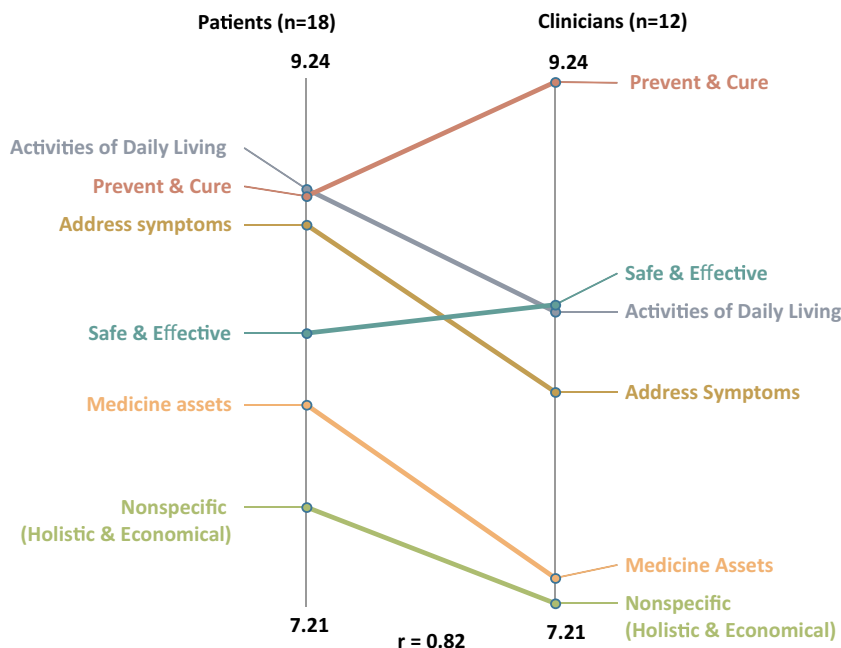 Patients (n=18)
9.24
Activities of Daily Living
Prevent & Cure
Address symptoms
Safe & Effective
Medicine assets
Nonspecific
(Holistic & Economical)
7.21
r = 0.82
Clinicians (n=12)
9.24
Prevent & Cure
Safe & Effective
Activities of Daily Living
Address Symptoms
Medicine Assets
Nonspecific
(Holistic & Economical)
7.21